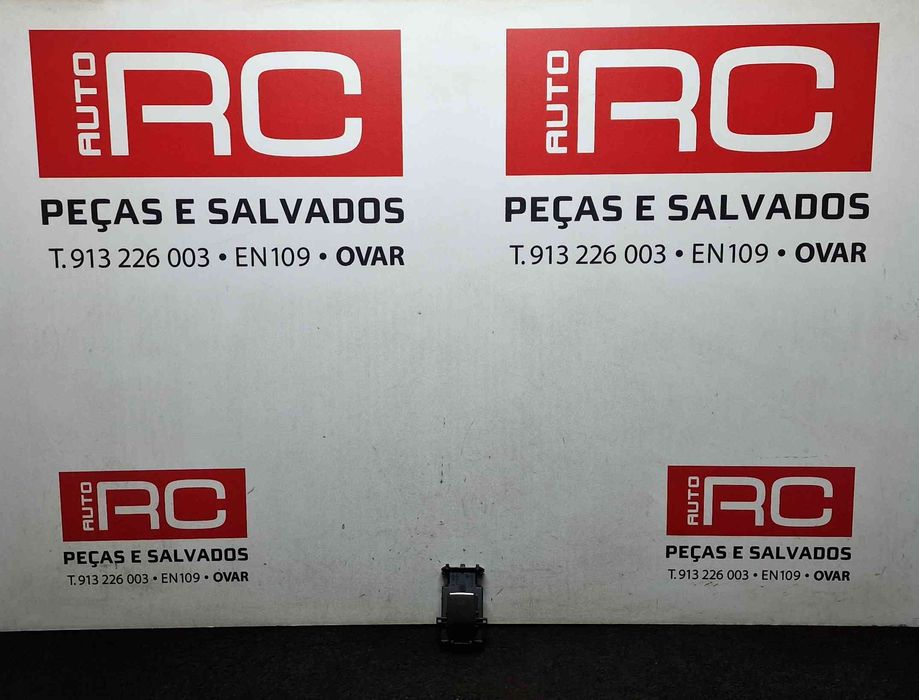 AUTO RC
PEÇAS E SALVADOS
T. 913 226 003 • EN109 • OVAR
AUTO RC
PEÇAS E SALVADOS
T. 913 226 003 • EN109 • OVAR
AUTO RC
PEÇAS E SALVADOS
T. 913 226 003 • EN109 • OVAR
AUTO RC
PEÇAS E SALVADOS
T. 913 226 003 • EN109 • OVAR